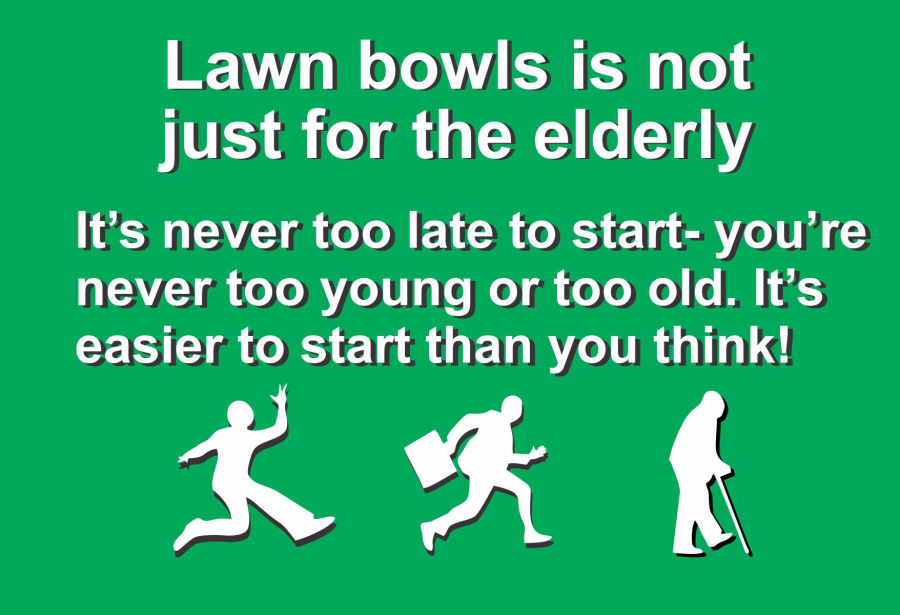 Lawn bowls is not
just for the elderly
It’s never too late to start- you’re
never too young or too old. It’s
easier to start than you think!